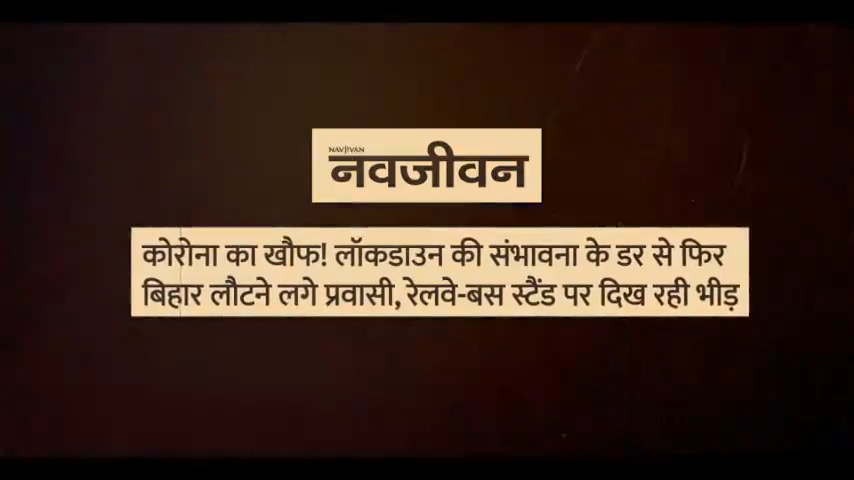 NAVJIVAN
नवजीवन
कोरोना का खौफ! लॉकडाउन की संभावना के डर से फिर
बिहार लौटने लगे प्रवासी, रेलवे-बस स्टैंड पर दिख रही भीड़